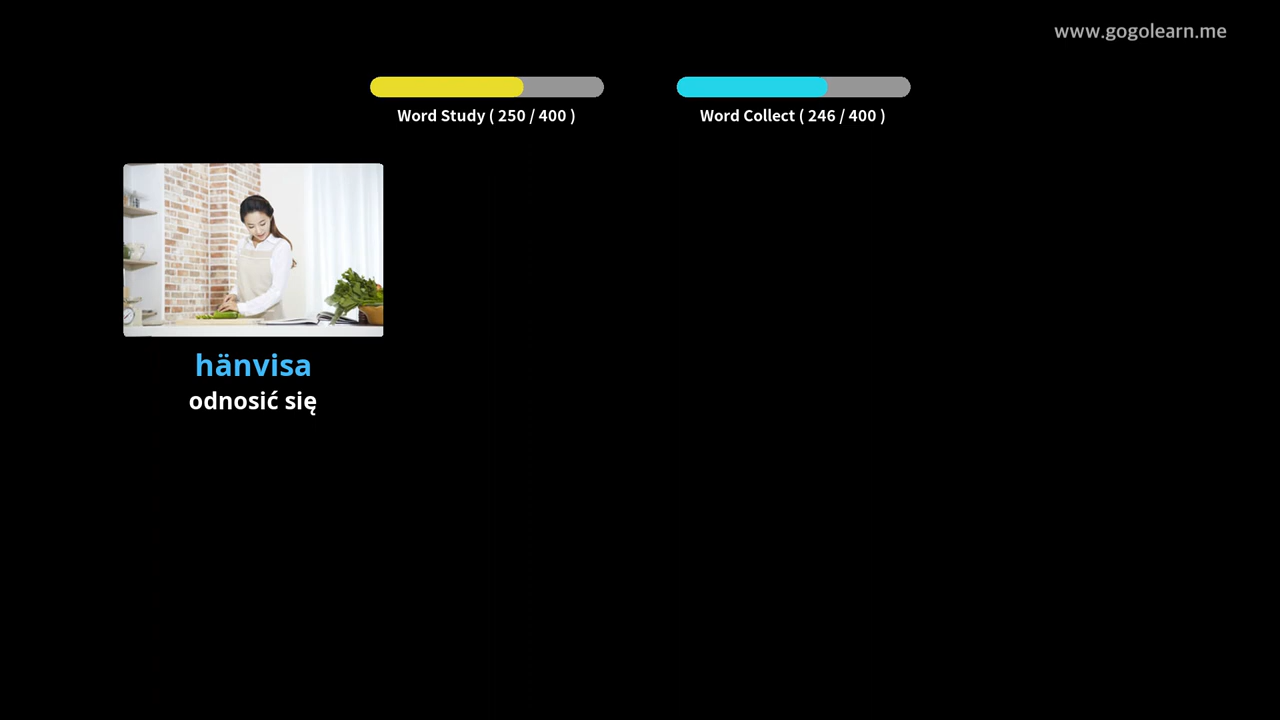 www.gogolearn.me
Word Study ( 250 / 400 )
Word Collect ( 246 / 400 )
hänvisa
odnosić się